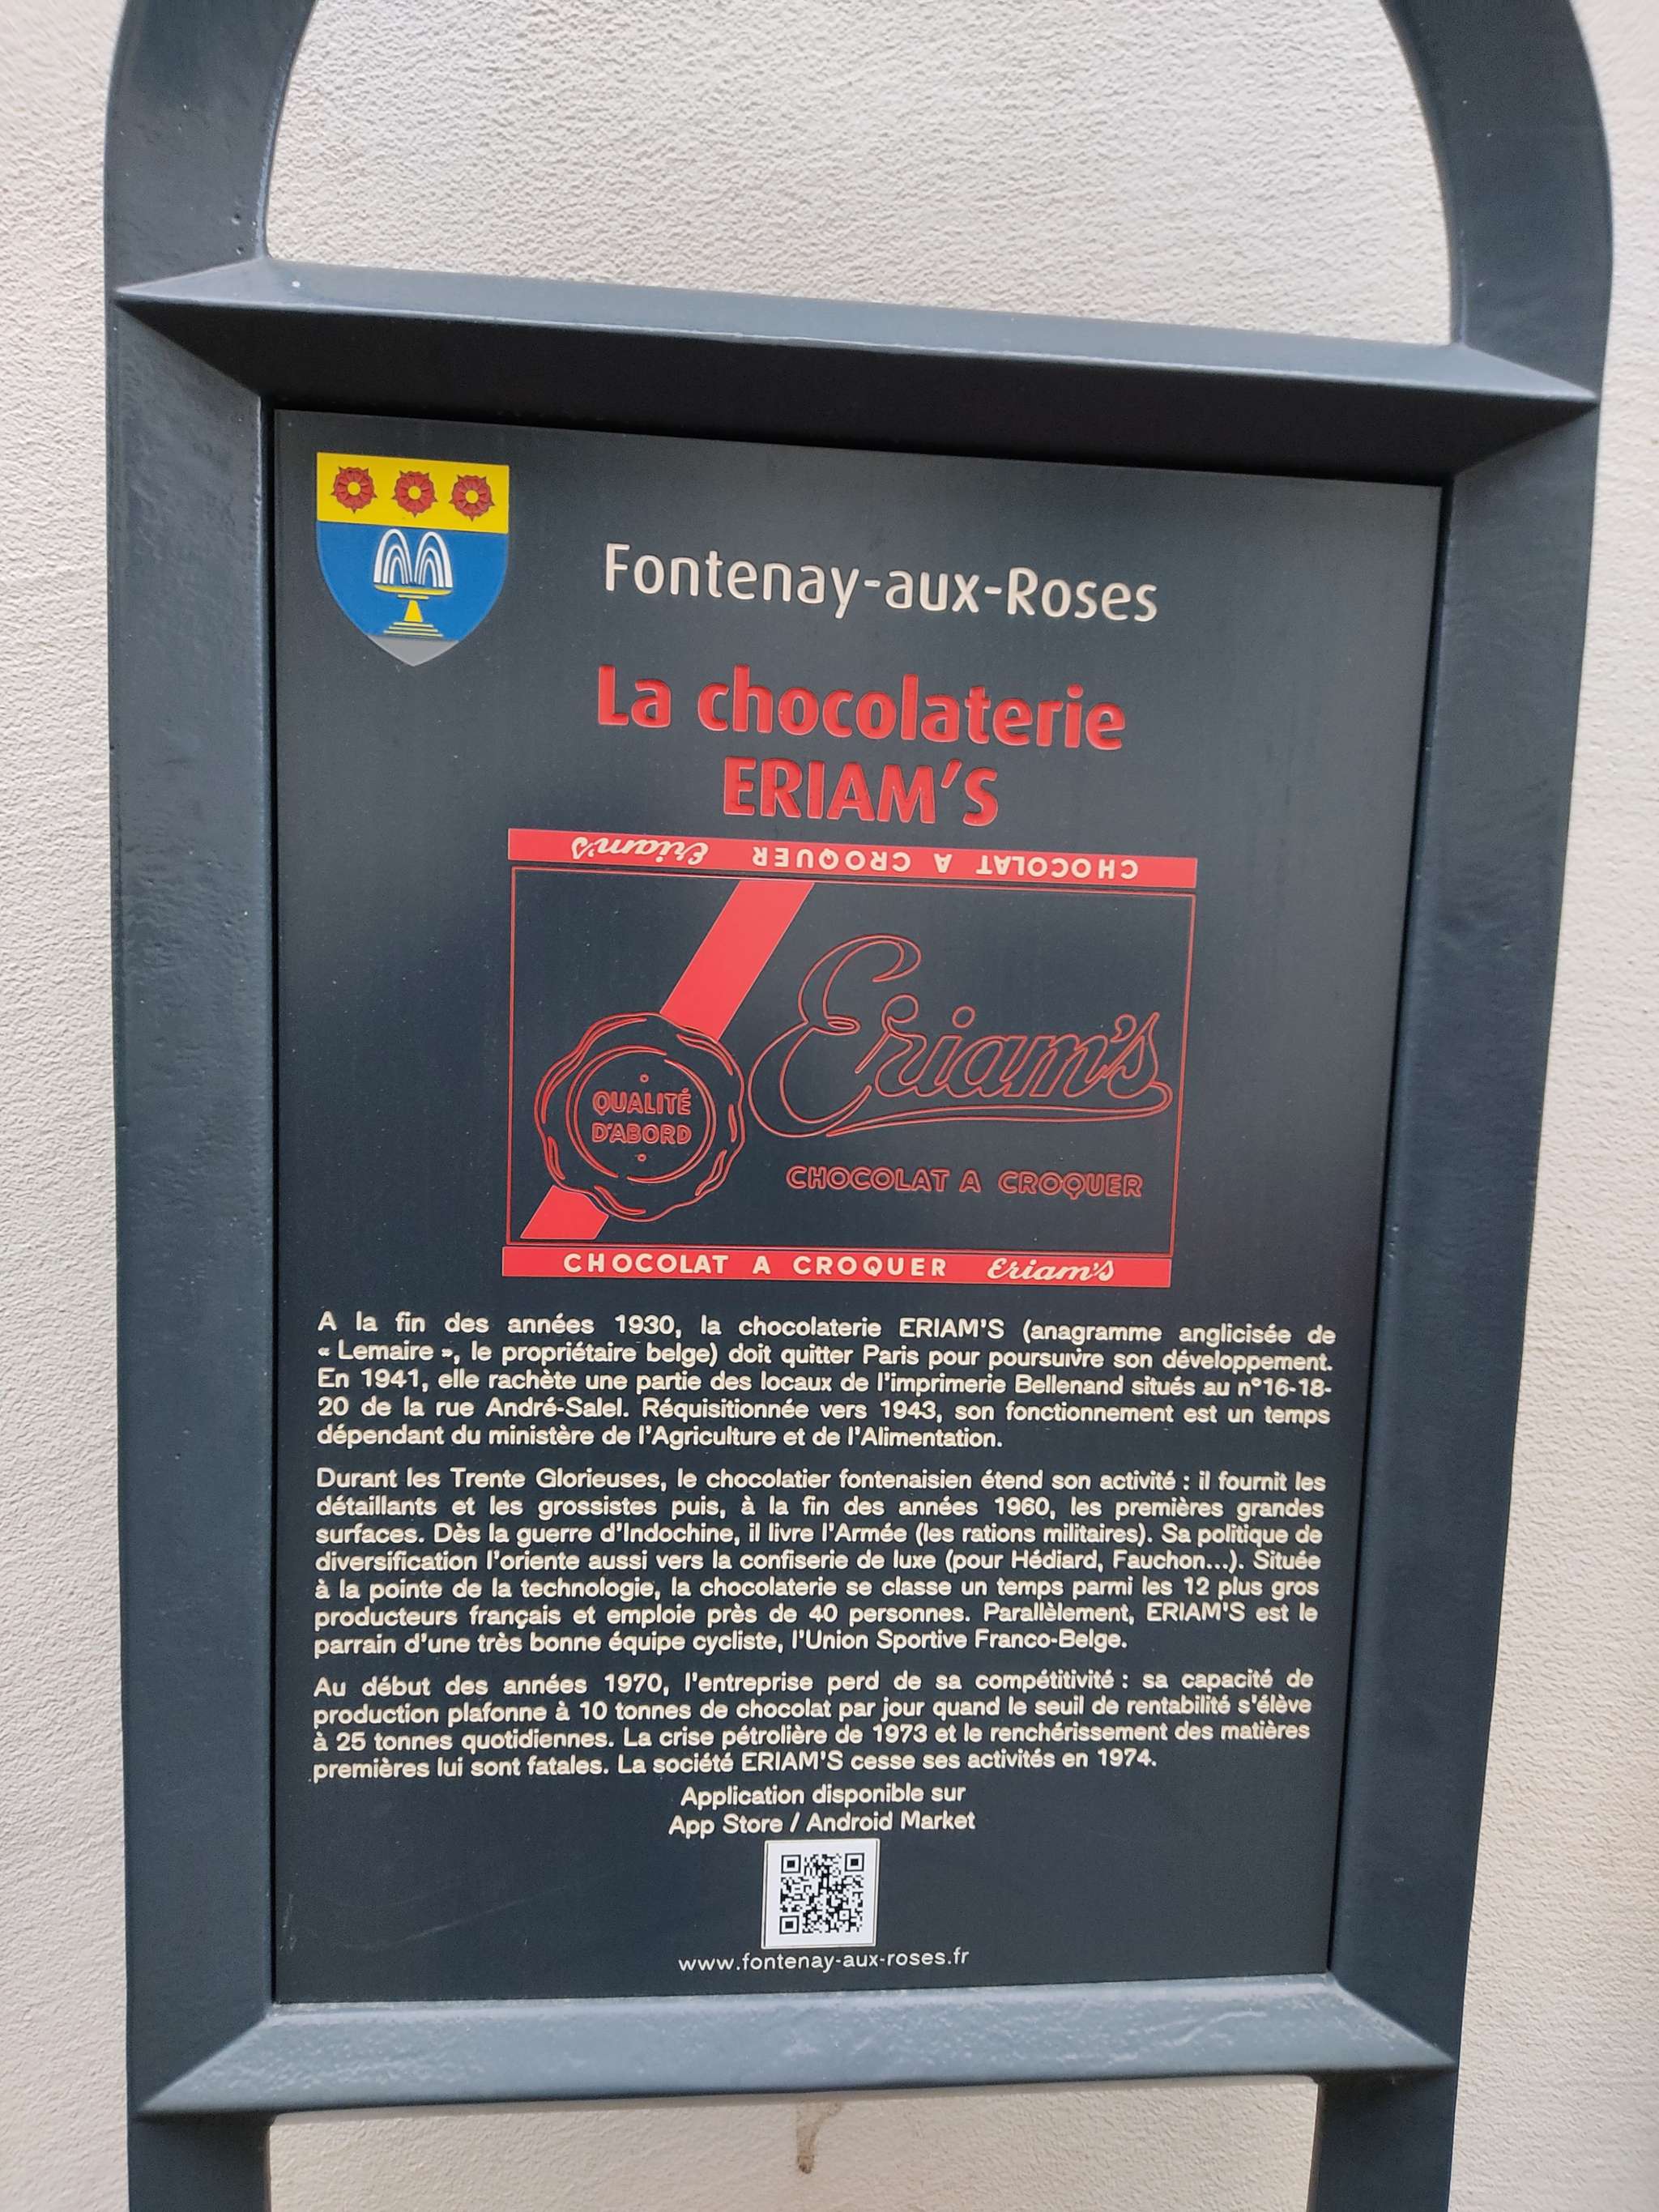 Fontenay-aux-Roses
La chocolaterie
ERIAM'S
CHOCOLAT A CROQUER Eriam's
Eriam's
QUALITÉ
D'ABORD
CHOCOLAT A CROQUER
CHOCOLAT A CROQUER Eriam's
A la fin des années 1930, la chocolaterie ERIAM'S (anagramme anglicisée de
« Lemaire », le propriétaire belge) doit quitter Paris pour poursuivre son développement.
En 1941, elle rachète une partie des locaux de l'imprimerie Bellenand situés au n°16-18-
20 de la rue André-Salel. Réquisitionnée vers 1943, son fonctionnement est un temps
dépendant du ministère de l'Agriculture et de l'Alimentation.
Durant les Trente Glorieuses, le chocolatier fontenaisien étend son activité : il fournit les
détaillants et les grossistes puis, à la fin des années 1960, les premières grandes
surfaces. Dès la guerre d'Indochine, il livre l'Armée (les rations militaires). Sa politique de
diversification l'oriente aussi vers la confiserie de luxe (pour Hédiard, Fauchon...). Située
à la pointe de la technologie, la chocolaterie se classe un temps parmi les 12 plus gros
producteurs français et emploie près de 40 personnes. Parallèlement, ERIAM'S est le
parrain d'une très bonne équipe cycliste, l'Union Sportive Franco-Belge.
Au début des années 1970, l'entreprise perd de sa compétitivité : sa capacité de
production plafonne à 10 tonnes de chocolat par jour quand le seuil de rentabilité s'élève
à 25 tonnes quotidiennes. La crise pétrolière de 1973 et le renchérissement des matières
premières lui sont fatales. La société ERIAM'S cesse ses activités en 1974.
Application disponible sur
App Store / Android Market
www.fontenay-aux-roses.fr